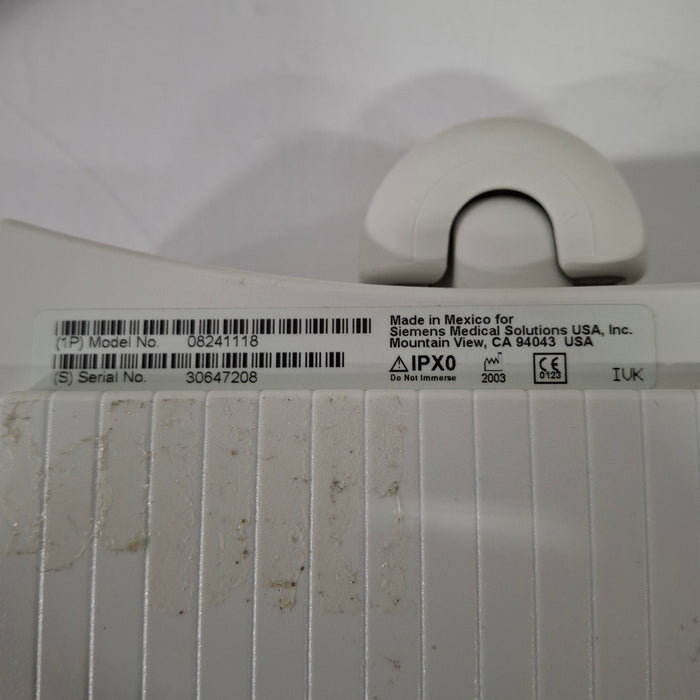 (1P) Model No. 08241118
(S) Serial No. 30647208
Made in Mexico for
Siemens Medical Solutions USA, Inc.
Mountain View, CA 94043 USA
IPX0
Do Not Immerse
2003
CE
0123
IUK